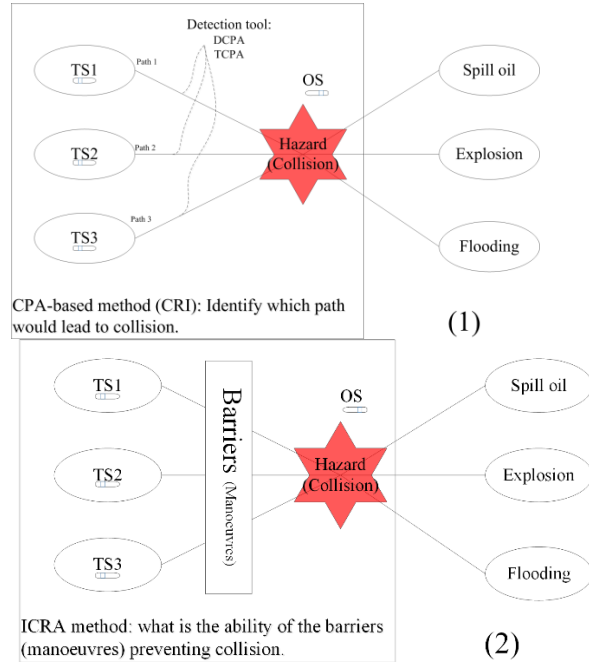 Detection tool:
DCPA
TCPA
TS1
Path 1
OS
Spill oil
TS2
Path 2
Hazard
(Collision)
Explosion
TS3
Path 3
Flooding
CPA-based method (CRI): Identify which path
would lead to collision.
(1)
TS1
Barriers
(Manoeuvres)
OS
Spill oil
TS2
Hazard
(Collision)
Explosion
TS3
Flooding
ICRA method: what is the ability of the barriers
(manoeuvres) preventing collision.
(2)